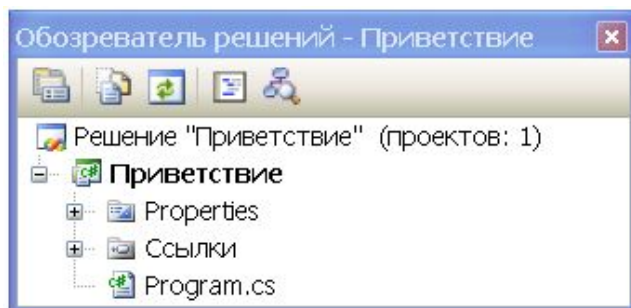 Обозреватель решений - Приветствие
Решение "Приветствие" (проектов: 1)
Приветствие
Properties
Ссылки
Program.cs